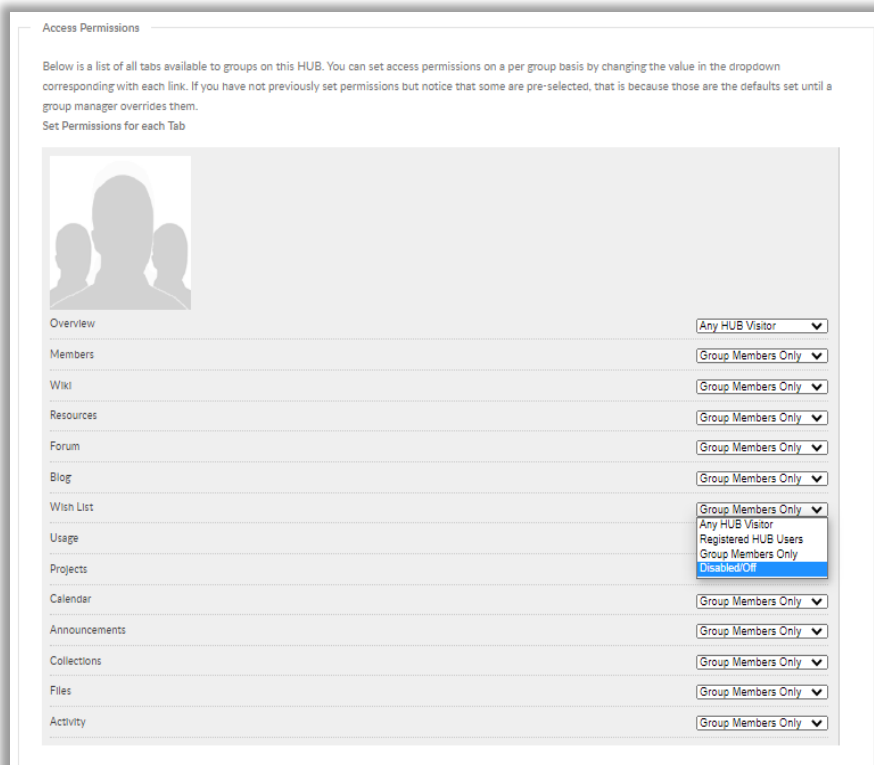 Access Permissions
Below is a list of all tabs available to groups on this HUB. You can set access permissions on a per group basis by changing the value in the dropdown
corresponding with each link. If you have not previously set permissions but notice that some are pre-selected, that is because those are the defaults set until a
group manager overrides them.
Set Permissions for each Tab
Overview Any HUB Visitor
Members Group Members Only
Wiki Group Members Only
Resources Group Members Only
Forum Group Members Only
Blog Group Members Only
Wish List Group Members Only
Any HUB Visitor
Usage Registered HUB Users
Group Members Only
Projects Disabled/Off
Calendar Group Members Only
Announcements Group Members Only
Collections Group Members Only
Files Group Members Only
Activity Group Members Only